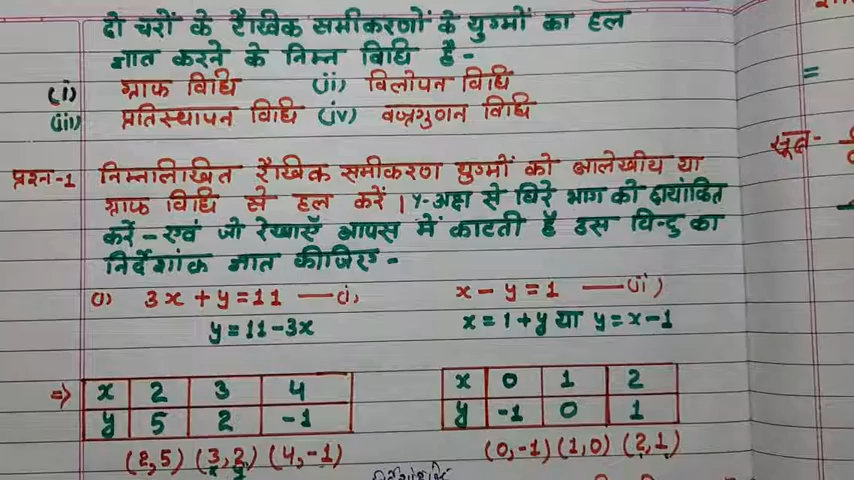 दो चरों के रैखिक समीकरणों के युग्मों का हल
ज्ञात करने के निम्न विधि है -
(i) ग्राफ विधि (ii) विलोपन विधि
(iii) प्रतिस्थापन विधि (iv) वज्रगुणन विधि
प्रश्न-1 निम्नलिखित रैखिक समीकरण युग्मों को आलेखीय या
ग्राफ विधि से हल करें। y-अक्ष से घिरे भाग को छायांकित
करें - एवं जो रेखाएँ आपस में काटती है उस बिन्दु का
निर्देशांक ज्ञात कीजिए -
(i) 3x + y = 11 —(i) x - y = 1 —(ii)
y = 11 - 3x x = 1 + y या y = x - 1
⇒ x 2 3 4 x 0 1 2
y 5 2 -1 y -1 0 1
(2,5) (3,2) (4,-1) (0,-1) (1,0) (2,1)
x y
=
सूत्र -